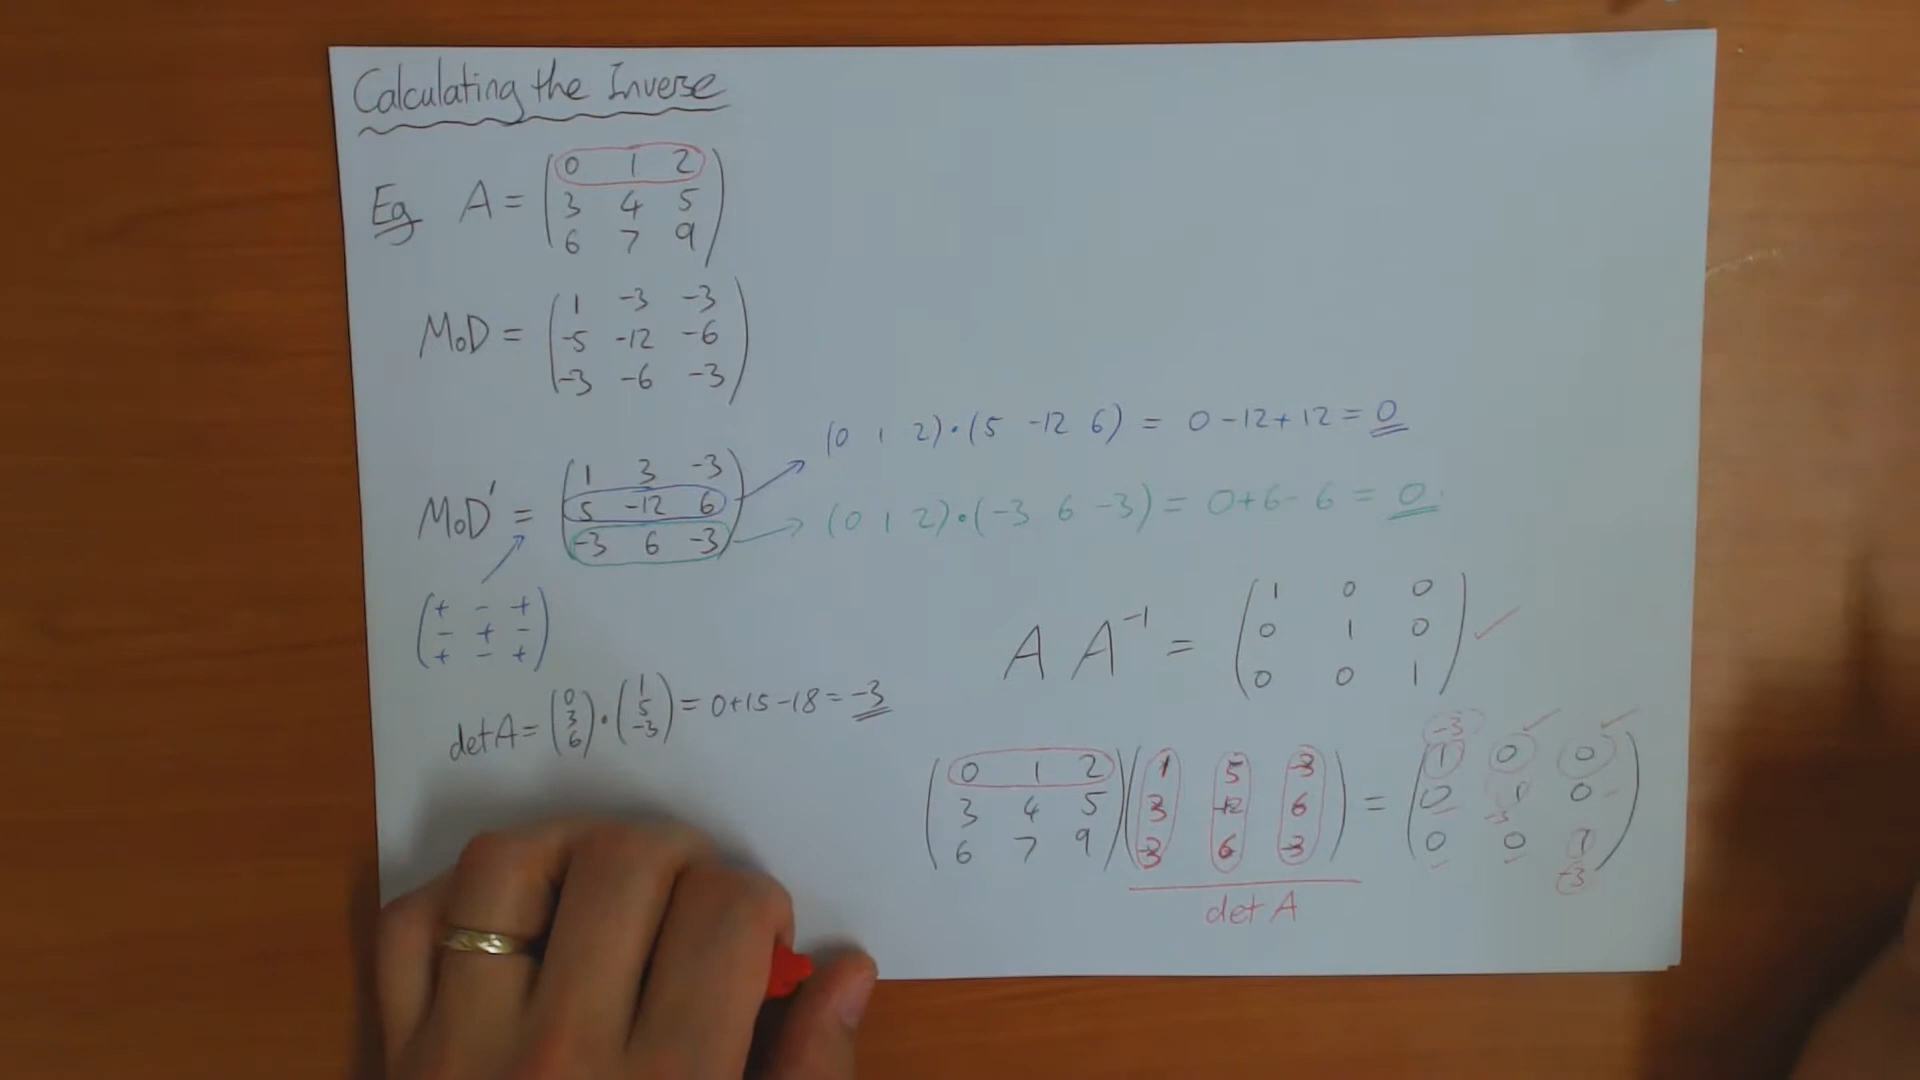 Calculating the Inverse
Eg A = (0 1 2
3 4 5
6 7 9)
MoD = (1 -3 -3
-5 -12 -6
-3 -6 -3)
MoD' = (1 3 -3
5 -12 6
-3 6 -3)
(0 1 2)·(5 -12 6) = 0-12+12 = 0
(0 1 2)·(-3 6 -3) = 0+6-6 = 0
(+ - +
- + -
+ - +)
det A = (0 3 6)·(1 5 -3) = 0+15-18 = -3
A A⁻¹ = (1 0 0
0 1 0
0 0 1) ✓
(0 1 2
3 4 5
6 7 9)
(1 5 -3
3 -12 6
-3 6 -3)
det A
=
-3
(1 0 ✓ 0 ✓
0 1 0
-3
0 0 1)
-3